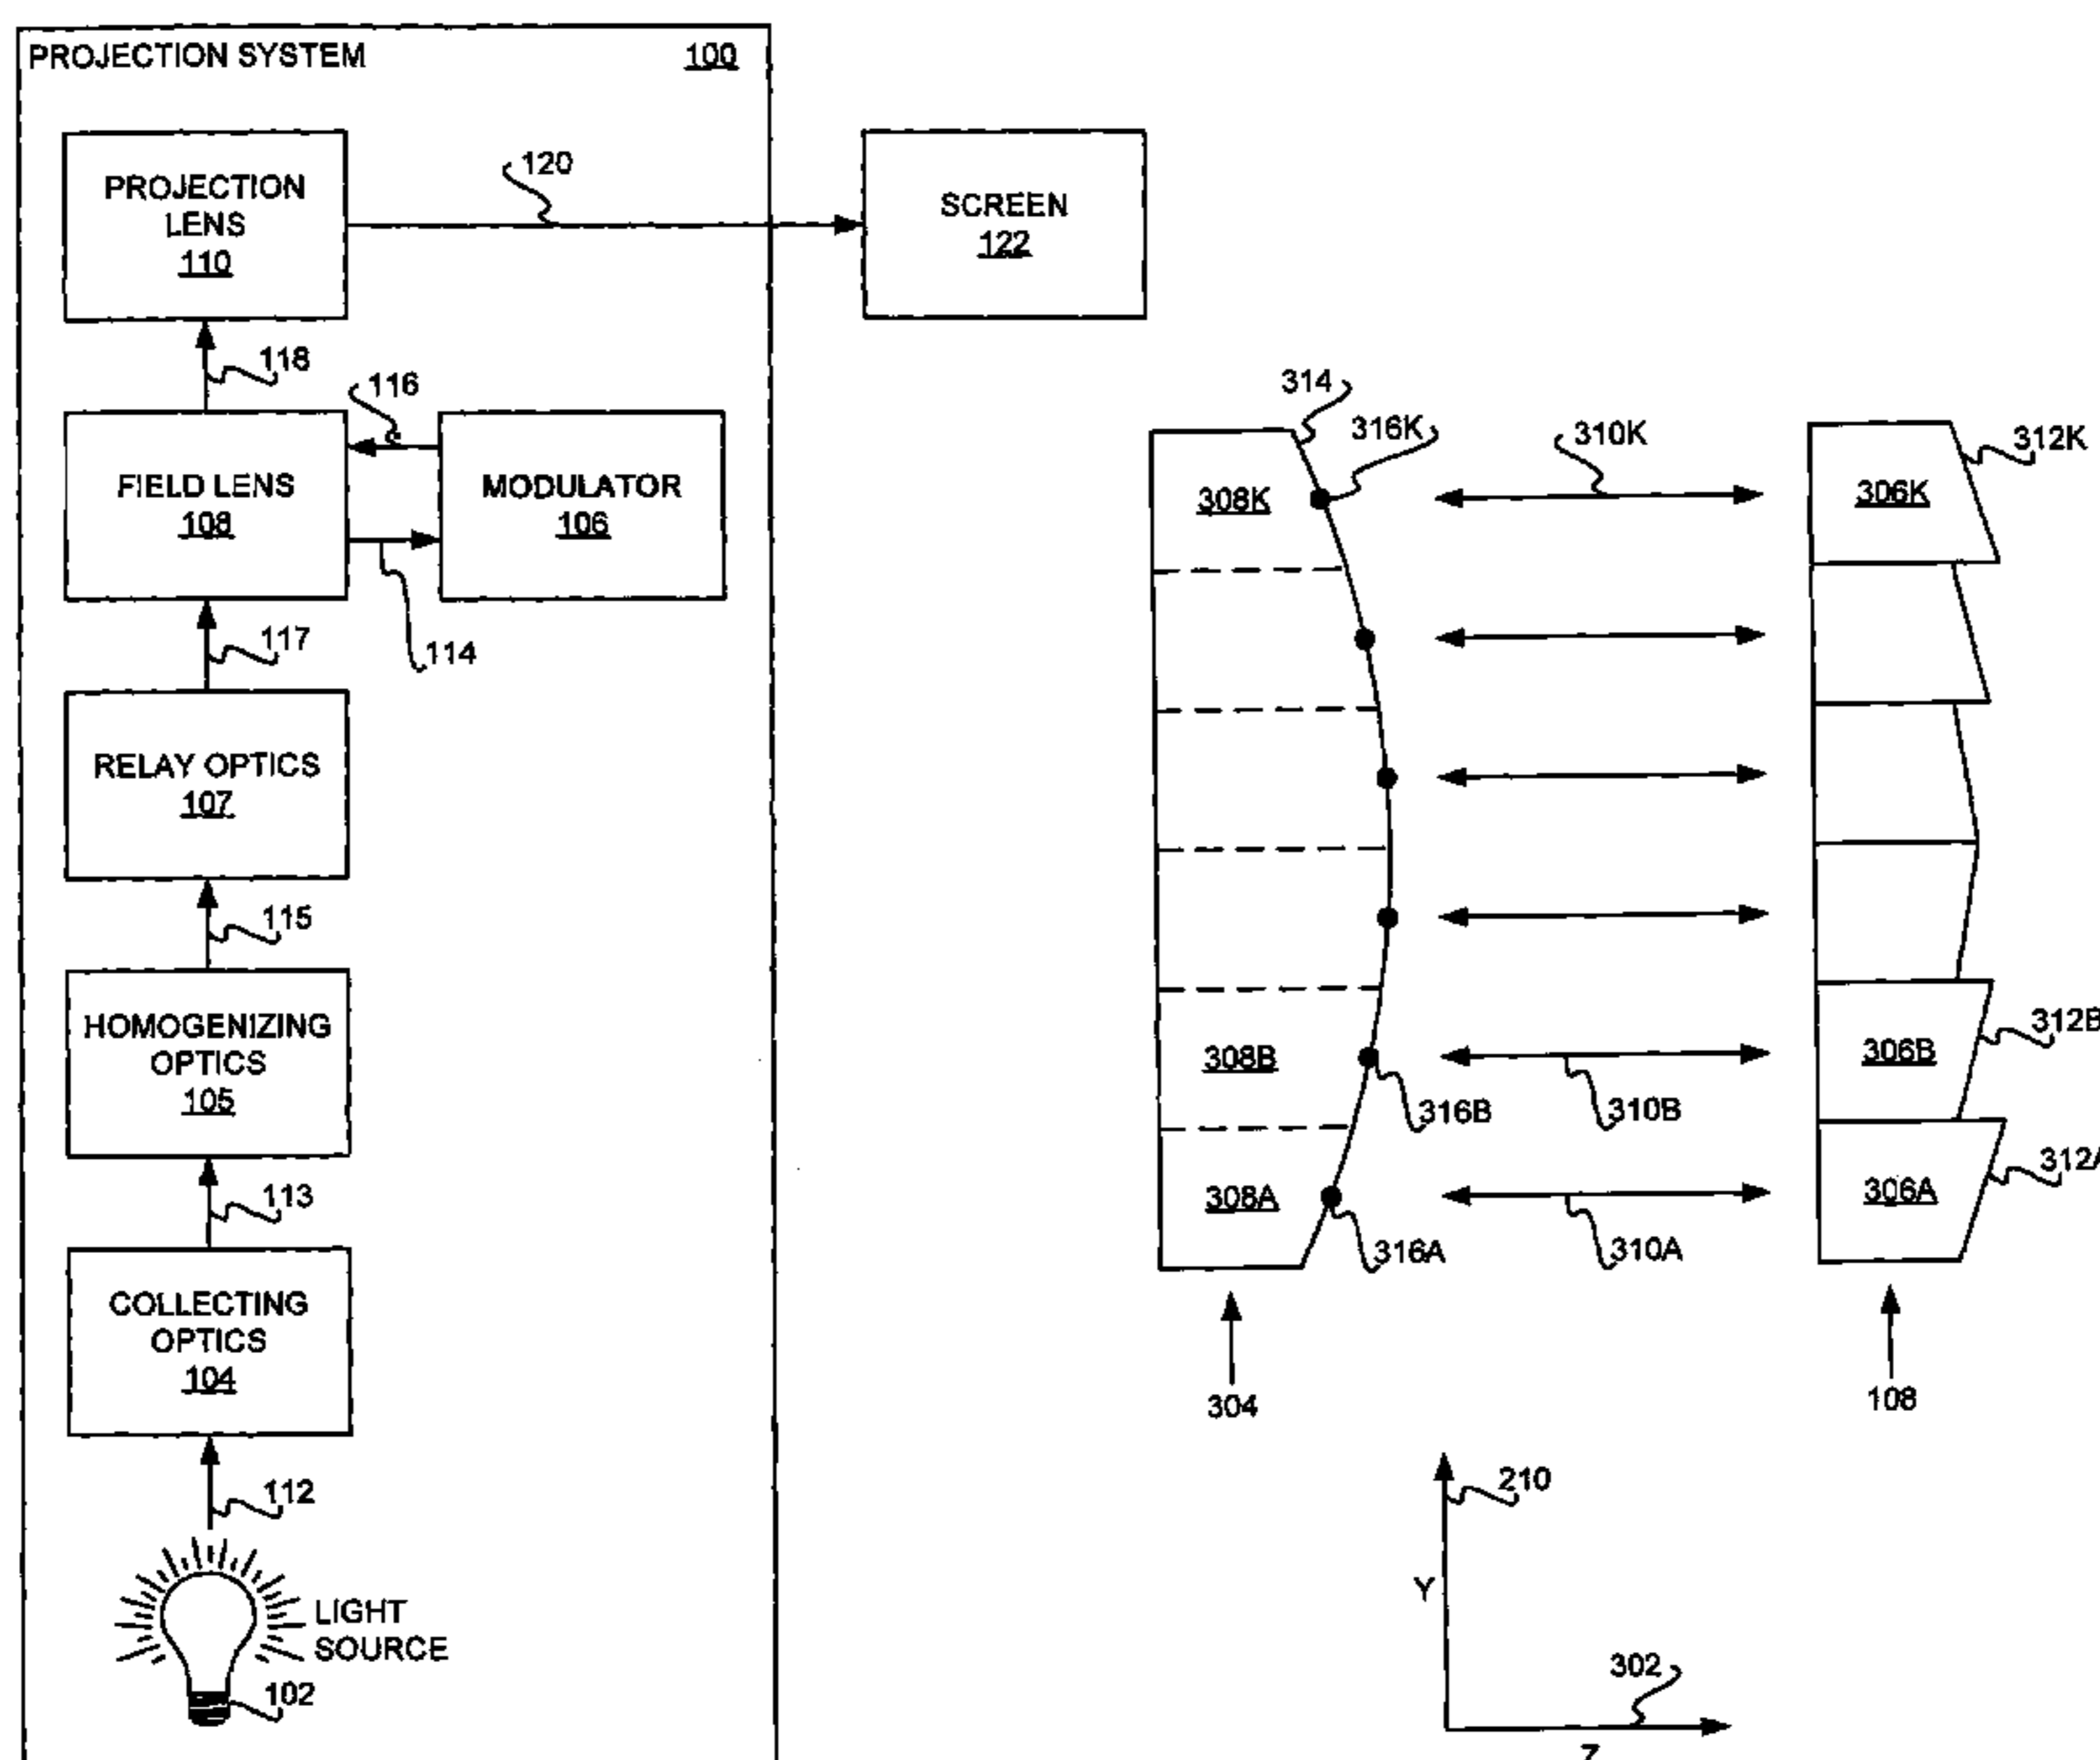 PROJECTION SYSTEM 100
PROJECTION
LENS
110
120
SCREEN
122
118
116
FIELD LENS
108
MODULATOR
106
117
114
RELAY OPTICS
107
115
HOMOGENIZING
OPTICS
105
113
COLLECTING
OPTICS
104
112
LIGHT
SOURCE
102
314
316K
310K
312K
308K
306K
308B
306B
312B
316B
310B
308A
306A
312A
316A
310A
304
108
210
Y
302
Z